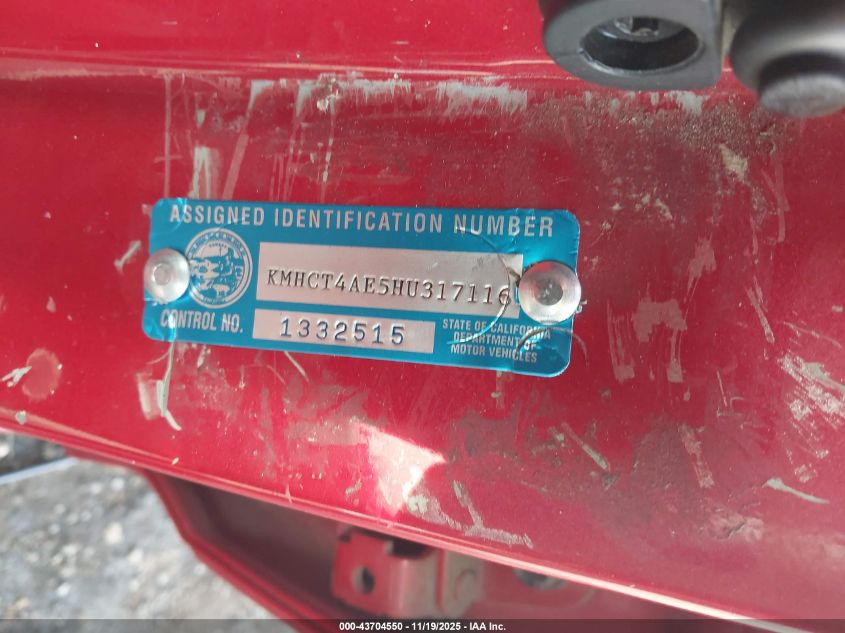 ASSIGNED IDENTIFICATION NUMBER
KMHCT4AE5HU317116
CONTROL NO. 1332515
STATE OF CALIFORNIA
DEPARTMENT OF
MOTOR VEHICLES
000-43704550 - 11/19/2025 - IAA Inc.